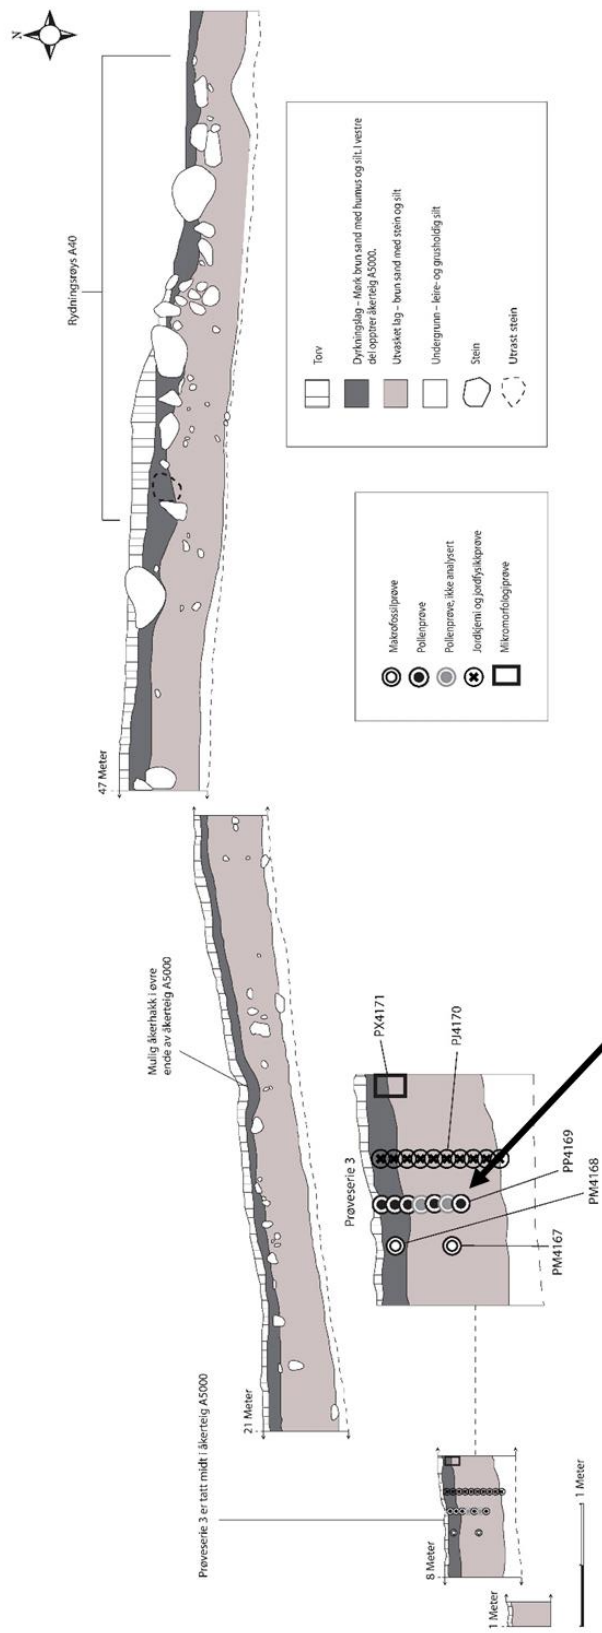 N
Rydningsrøys A40
47 Meter
Torv
Dyrkningslag – Mørk brun sand med humus og silt. I vestre
del opptrer åkerteig A5000.
Utvasket lag – brun sand med stein og silt
Undergrunn – leire- og grusholdig silt
Stein
Utrast stein
Makrofossilprøve
Pollenprøve
Pollenprøve, ikke analysert
Jordkjemi og jordfysikkprøve
Mikromorfologiprøve
Mulig åkerhakk i øvre
ende av åkerteig A5000
21 Meter
Prøveserie 3 er tatt midt i åkerteig A5000
Prøveserie 3
PX4171
PJ4170
PP4169
PM4168
PM4167
8 Meter
1 Meter
1 Meter